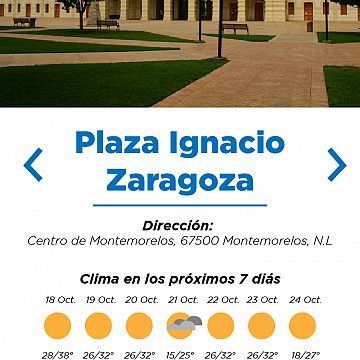 Plaza Ignacio
Zaragoza
Dirección:
Centro de Montemorelos, 67500 Montemorelos, N.L
Clima en los próximos 7 diás
18 Oct. 19 Oct. 20 Oct. 21 Oct. 22 Oct. 23 Oct. 24 Oct.
28/38° 26/32° 26/32° 15/25° 26/32° 26/32° 18/27°